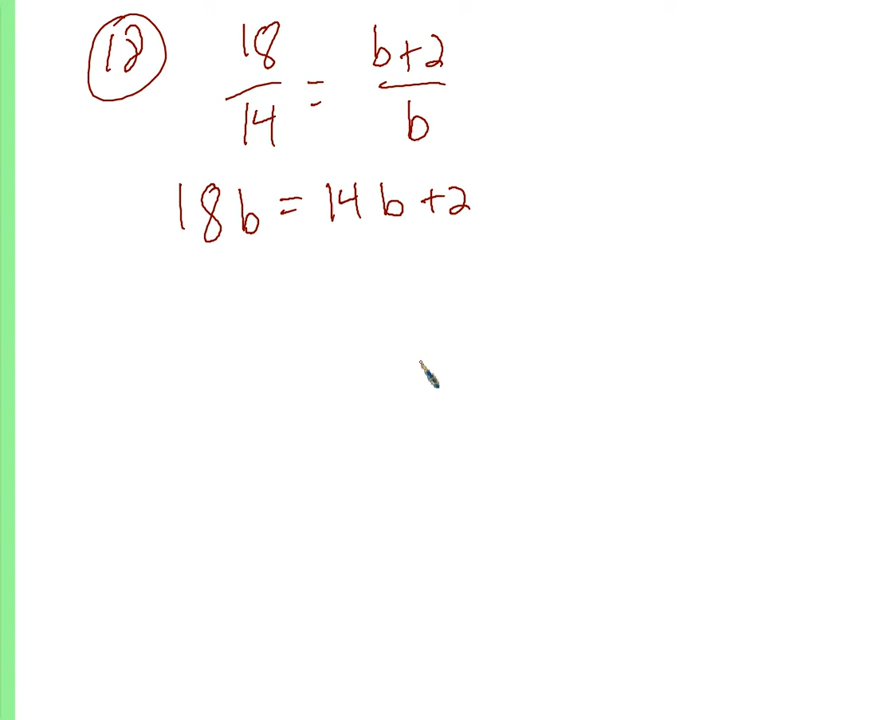 12 18/14 = b+2/b
18b = 14b+2